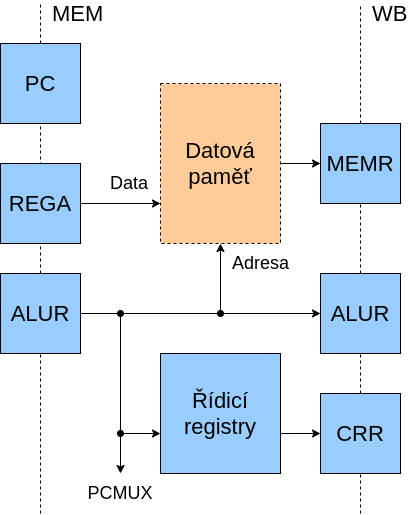 MEM
WB
PC
Datová
paměť
MEMR
Data
REGA
Adresa
ALUR
ALUR
Řídicí
registry
CRR
PCMUX